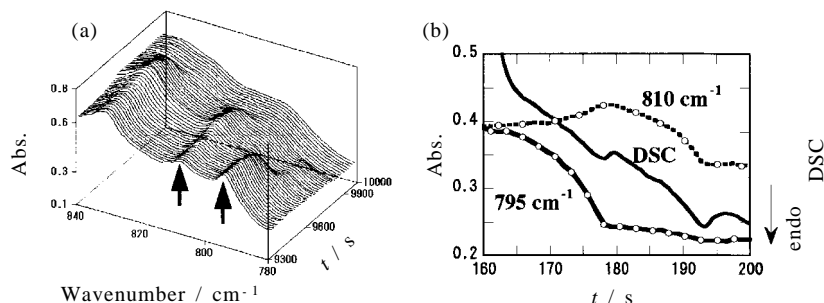 (a)
Abs.
0.8
0.6
0.3
0.1
840
820
800
780
9300
9600
9900
10000
t / s
Wavenumber / cm-1
(b)
Abs.
0.5
0.4
0.3
0.2
160
170
180
190
200
t / s
810 cm-1
DSC
795 cm-1
DSC
endo